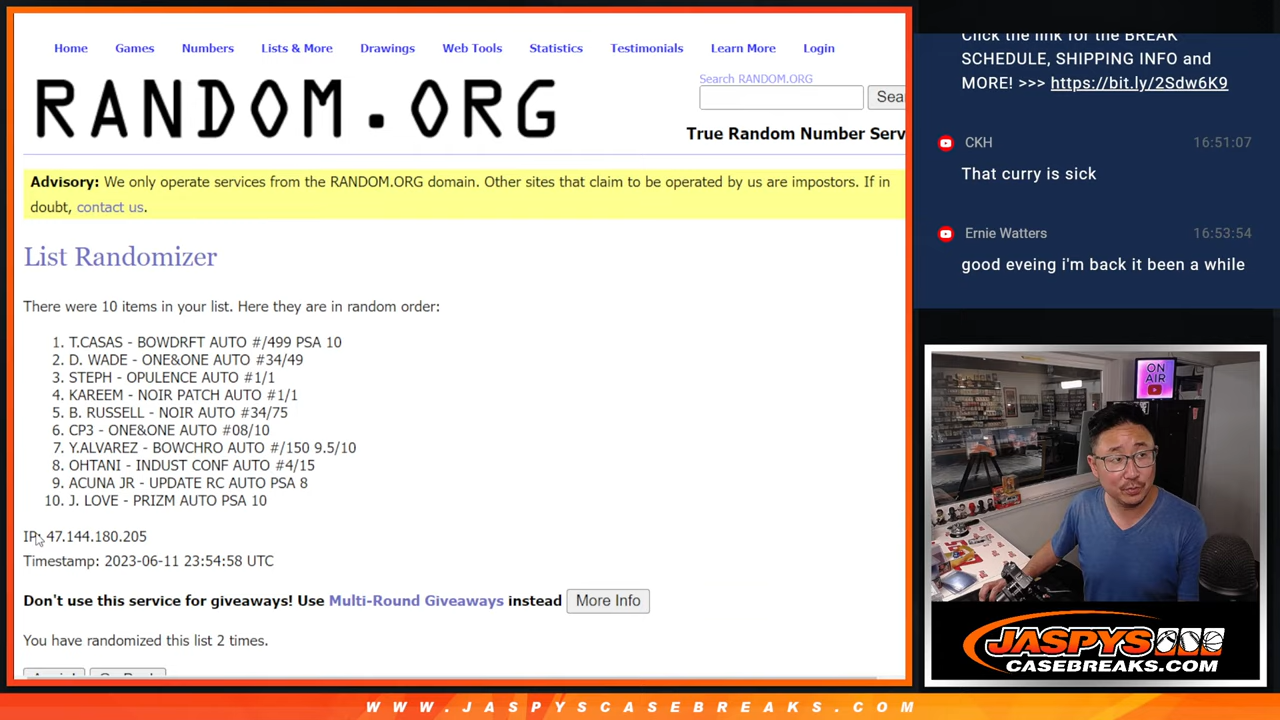 Home Games Numbers Lists & More Drawings Web Tools Statistics Testimonials Learn More Login
Search RANDOM.ORG
RANDOM.ORG
Sea
True Random Number Serv
Advisory: We only operate services from the RANDOM.ORG domain. Other sites that claim to be operated by us are impostors. If in
doubt, contact us.
List Randomizer
There were 10 items in your list. Here they are in random order:
1. T.CASAS - BOWDRFT AUTO #/499 PSA 10
2. D. WADE - ONE&ONE AUTO #34/49
3. STEPH - OPULENCE AUTO #1/1
4. KAREEM - NOIR PATCH AUTO #1/1
5. B. RUSSELL - NOIR AUTO #34/75
6. CP3 - ONE&ONE AUTO #08/10
7. Y.ALVAREZ - BOWCHRO AUTO #/150 9.5/10
8. OHTANI - INDUST CONF AUTO #4/15
9. ACUNA JR - UPDATE RC AUTO PSA 8
10. J. LOVE - PRIZM AUTO PSA 10
IP: 47.144.180.205
Timestamp: 2023-06-11 23:54:58 UTC
Don't use this service for giveaways! Use Multi-Round Giveaways instead More Info
You have randomized this list 2 times.
Click the link for the BREAK
SCHEDULE, SHIPPING INFO and
MORE! >>> https://bit.ly/2Sdw6K9
CKH 16:51:07
That curry is sick
Ernie Watters 16:53:54
good eveing i'm back it been a while
ON
AIR
JASPYS
CASEBREAKS.COM
WWW.JASPYSCASEBREAKS.COM